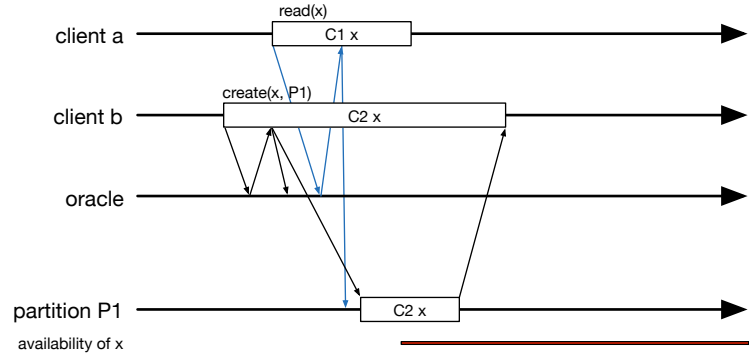 read(x)
client a
C1 x
create(x, P1)
client b
C2 x
oracle
partition P1
C2 x
availability of x